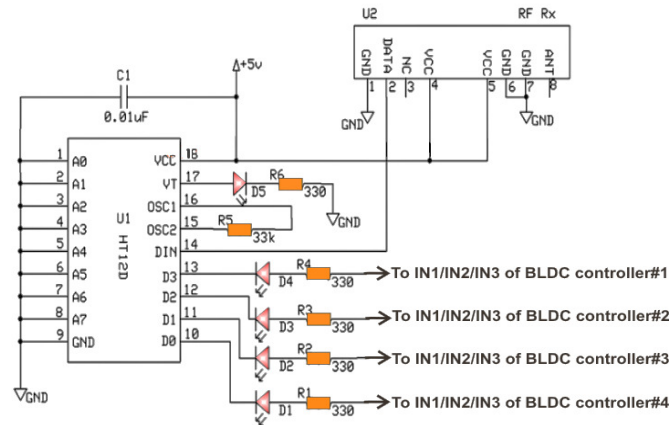 U2 RF Rx
GND DATA NC VCC VCC GND GND ANT
1 2 3 4 5 6 7 8
GND
GND
+5v
C1
0.01uF
1 A0 VCC 18
2 A1 VT 17
3 A2 OSC1 16
4 A3 OSC2 15
5 A4 DIN 14
6 A5 D3 13
7 A6 D2 12
8 A7 D1 11
9 GND D0 10
U1
HT12D
D5
R6
330
GND
R5
33k
R4
D4
330
To IN1/IN2/IN3 of BLDC controller#1
R3
D3
330
To IN1/IN2/IN3 of BLDC controller#2
R2
D2
330
To IN1/IN2/IN3 of BLDC controller#3
R1
D1
330
To IN1/IN2/IN3 of BLDC controller#4
GND